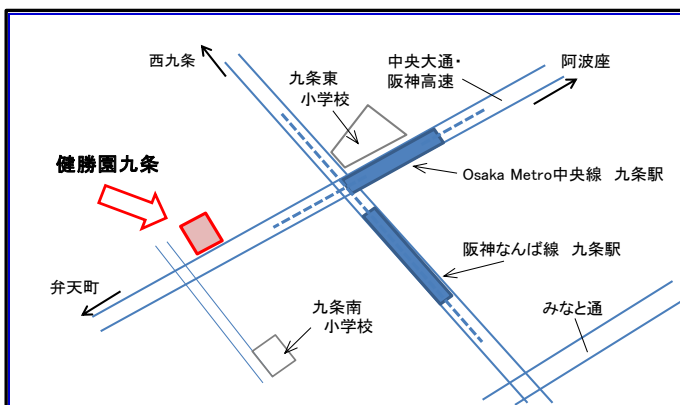 西九条
九条東
小学校
中央大通・
阪神高速
阿波座
健勝園九条
Osaka Metro中央線 九条駅
阪神なんば線 九条駅
弁天町
九条南
小学校
みなと通